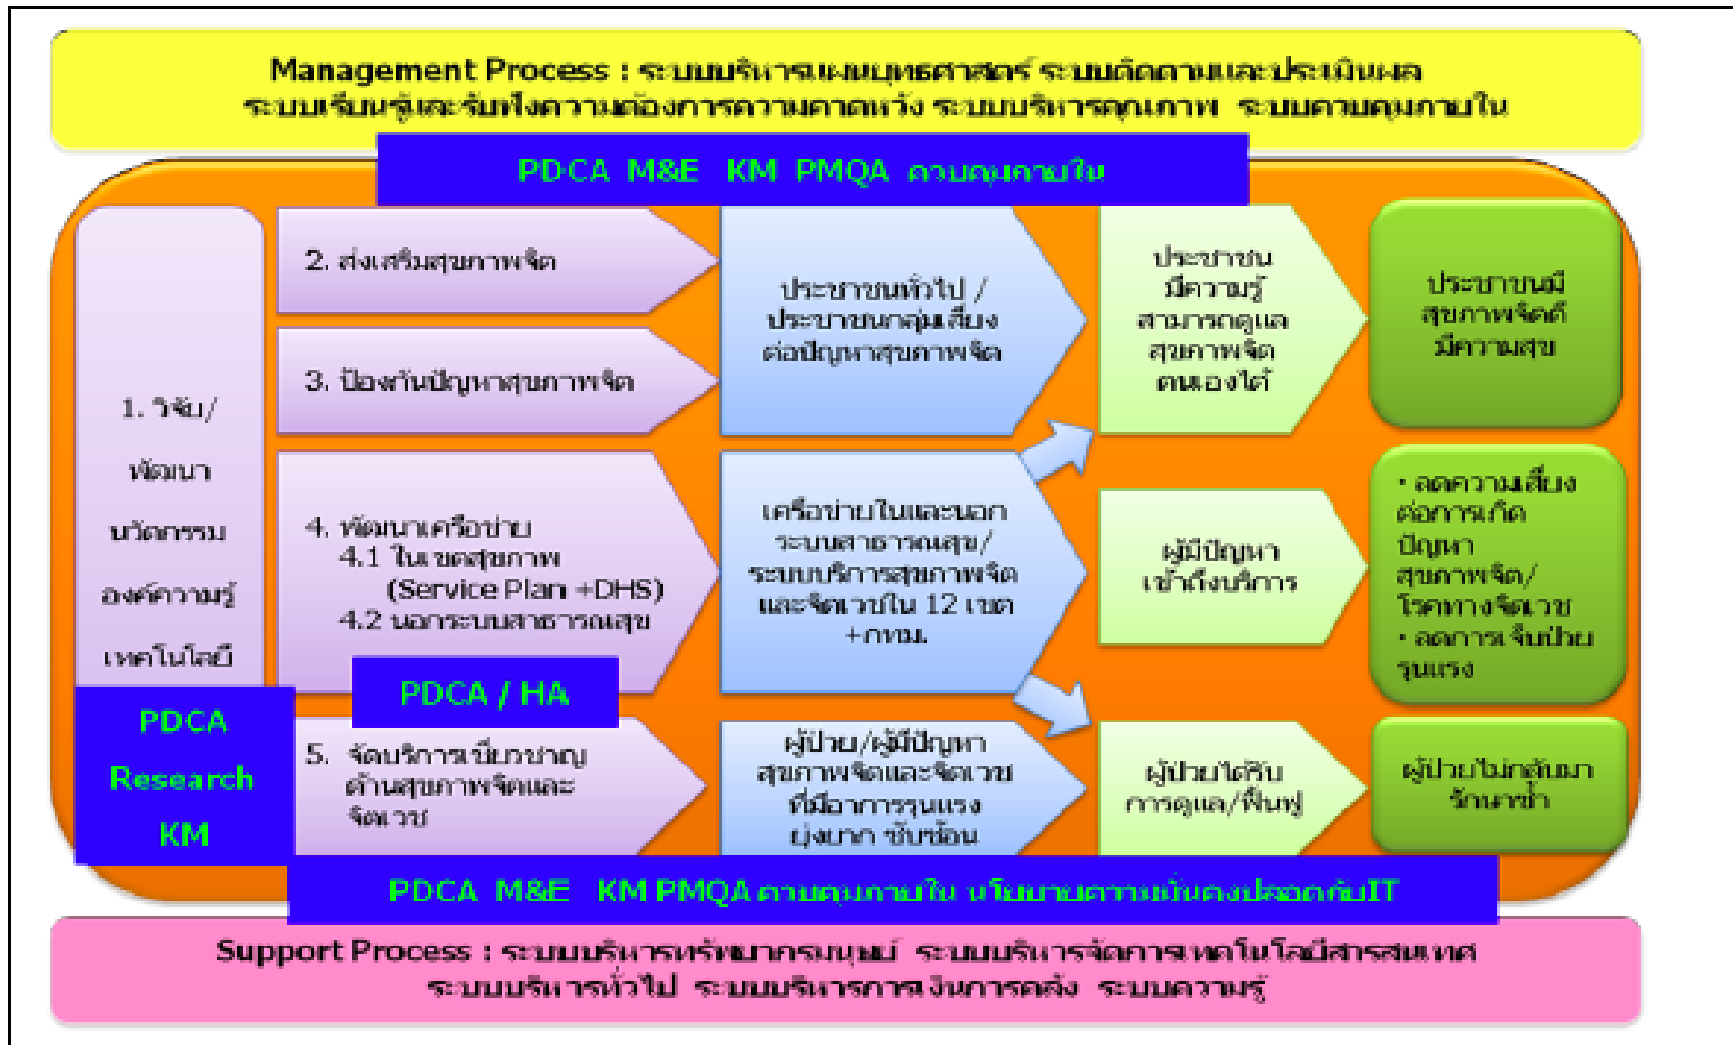 Management Process : ระบบบริหารแผนยุทธศาสตร์ ระบบติดตามและประเมินผล
ระบบเรียนรู้และรับฟังความต้องการความคาดหวัง ระบบบริหารคุณภาพ ระบบควบคุมภายใน
PDCA M&E KM PMQA ควบคุมภายใน
1. วิจัย/
พัฒนา
นวัตกรรม
องค์ความรู้
เทคโนโลยี
PDCA
Research
KM
2. ส่งเสริมสุขภาพจิต
3. ป้องกันปัญหาสุขภาพจิต
4. พัฒนาเครือข่าย
4.1 ในเขตสุขภาพ
(Service Plan +DHS)
4.2 นอกระบบสาธารณสุข
PDCA / HA
5. จัดบริการเชี่ยวชาญ
ด้านสุขภาพจิตและ
จิตเวช
ประชาชนทั่วไป /
ประชาชนกลุ่มเสี่ยง
ต่อปัญหาสุขภาพจิต
เครือข่ายในและนอก
ระบบสาธารณสุข/
ระบบบริการสุขภาพจิต
และจิตเวชใน 12 เขต
+กทม.
ผู้ป่วย/ผู้มีปัญหา
สุขภาพจิตและจิตเวช
ที่มีอาการรุนแรง
ยุ่งยาก ซับซ้อน
ประชาชน
มีความรู้
สามารถดูแล
สุขภาพจิต
ตนเองได้
ผู้มีปัญหา
เข้าถึงบริการ
ผู้ป่วยได้รับ
การดูแล/ฟื้นฟู
ประชาชนมี
สุขภาพจิตดี
มีความสุข
• ลดความเสี่ยง
ต่อการเกิด
ปัญหา
สุขภาพจิต/
โรคทางจิตเวช
• ลดการเจ็บป่วย
รุนแรง
ผู้ป่วยไม่กลับมา
รักษาซ้ำ
PDCA M&E KM PMQA ควบคุมภายใน นโยบายความมั่นคงปลอดภัยIT
Support Process : ระบบบริหารทรัพยากรมนุษย์ ระบบบริหารจัดการเทคโนโลยีสารสนเทศ
ระบบบริหารทั่วไป ระบบบริหารการเงินการคลัง ระบบความรู้